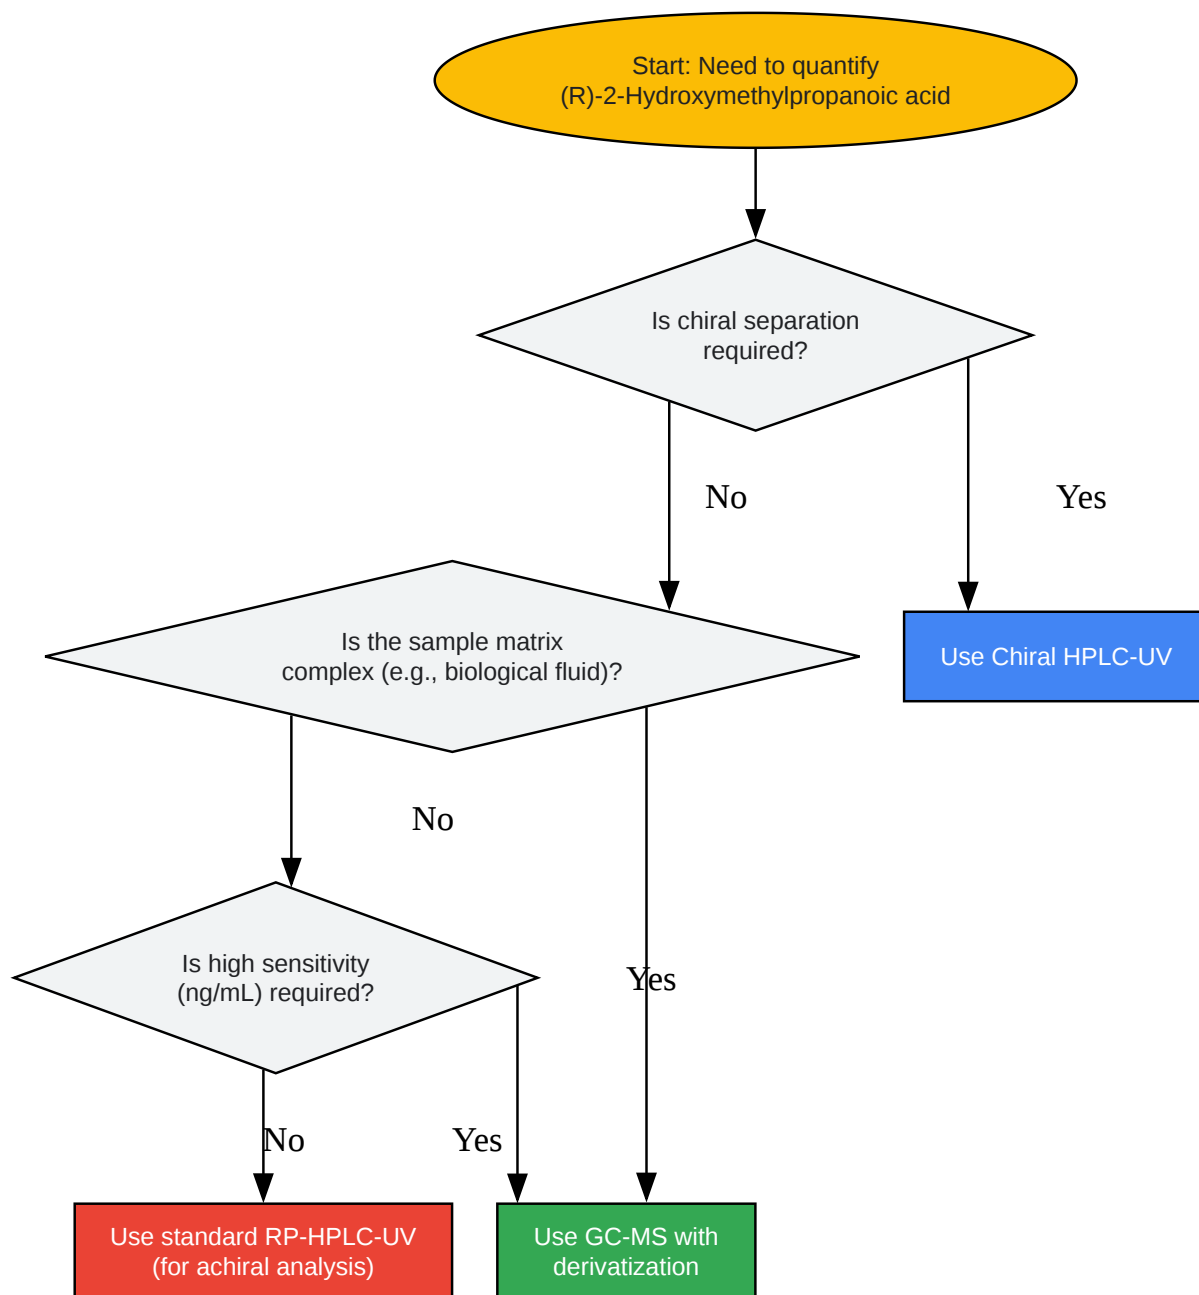 Start: Need to quantify
(R)-2-Hydroxymethylpropanoic acid
Is chiral separation
required?
No
Yes
Is the sample matrix
complex (e.g., biological fluid)?
Use Chiral HPLC-UV
No
Is high sensitivity
(ng/mL) required?
Yes
No
Yes
Use standard RP-HPLC-UV
(for achiral analysis)
Use GC-MS with
derivatization